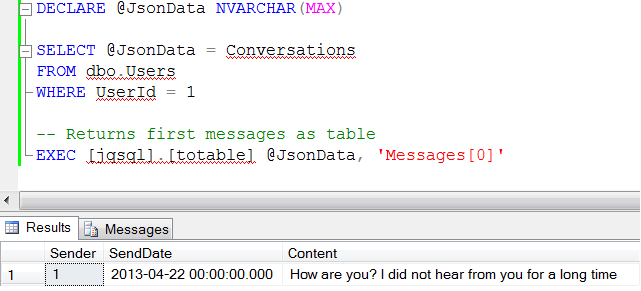 DECLARE @JsonData NVARCHAR(MAX)
SELECT @JsonData = Conversations
FROM dbo.Users
WHERE UserId = 1
-- Returns first messages as table
EXEC [jgsql].[totable] @JsonData, 'Messages[0]'
Results Messages
Sender SendDate Content
1 1 2013-04-22 00:00:00.000 How are you? I did not hear from you for a long time